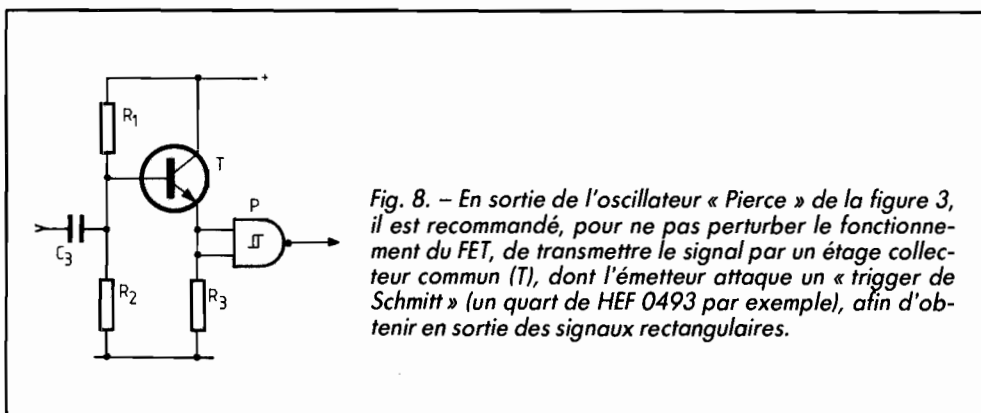 +
R1
T
P
C3
R2
R3
Fig. 8. – En sortie de l'oscillateur « Pierce » de la figure 3,
il est recommandé, pour ne pas perturber le fonctionne-
ment du FET, de transmettre le signal par un étage collec-
teur commun (T), dont l'émetteur attaque un « trigger de
Schmitt » (un quart de HEF 0493 par exemple), afin d'ob-
tenir en sortie des signaux rectangulaires.